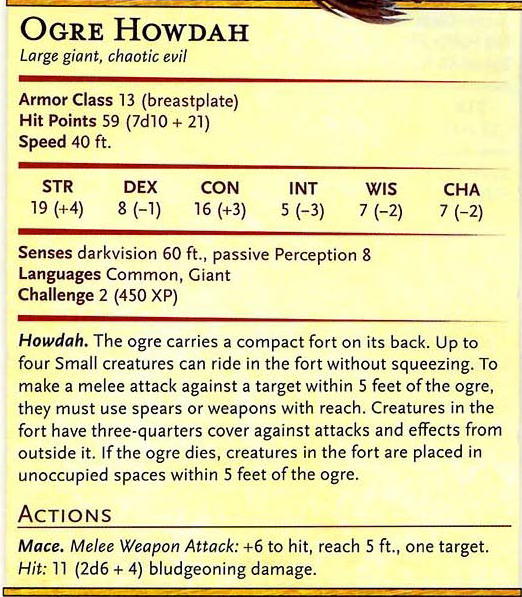 OGRE HOWDAH
Large giant, chaotic evil
Armor Class 13 (breastplate)
Hit Points 59 (7d10 + 21)
Speed 40 ft.
STR DEX CON INT WIS CHA
19 (+4) 8 (−1) 16 (+3) 5 (−3) 7 (−2) 7 (−2)
Senses darkvision 60 ft., passive Perception 8
Languages Common, Giant
Challenge 2 (450 XP)
Howdah. The ogre carries a compact fort on its back. Up to
four Small creatures can ride in the fort without squeezing. To
make a melee attack against a target within 5 feet of the ogre,
they must use spears or weapons with reach. Creatures in the
fort have three-quarters cover against attacks and effects from
outside it. If the ogre dies, creatures in the fort are placed in
unoccupied spaces within 5 feet of the ogre.
ACTIONS
Mace. Melee Weapon Attack: +6 to hit, reach 5 ft., one target.
Hit: 11 (2d6 + 4) bludgeoning damage.